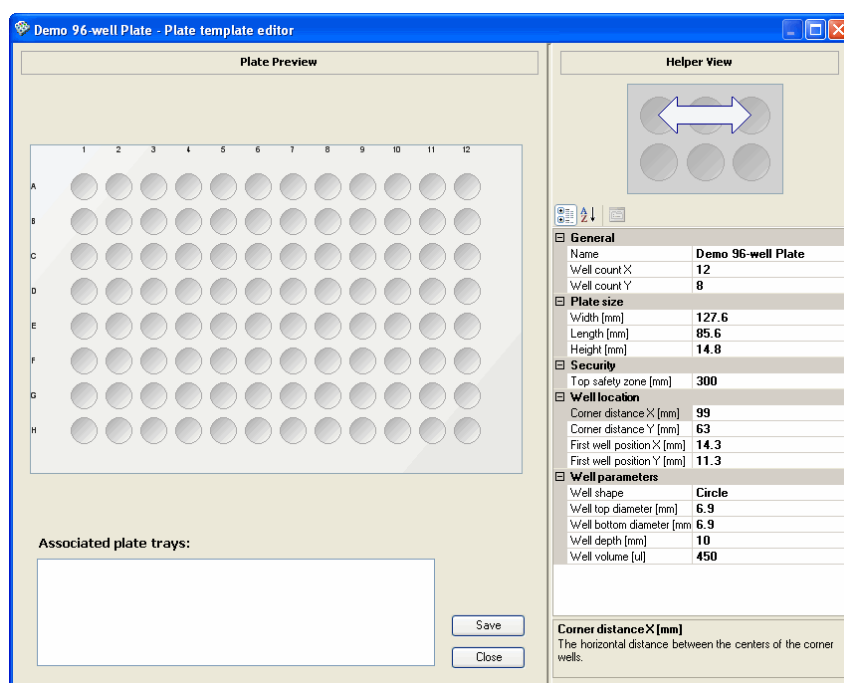 Demo 96-well Plate - Plate template editor
Plate Preview
Helper View
1 2 3 4 5 6 7 8 9 10 11 12
A
B
C
D
E
F
G
H
General
Name Demo 96-well Plate
Well count X 12
Well count Y 8
Plate size
Width [mm] 127.6
Length [mm] 85.6
Height [mm] 14.8
Security
Top safety zone [mm] 300
Well location
Corner distance X [mm] 99
Corner distance Y [mm] 63
First well position X [mm] 14.3
First well position Y [mm] 11.3
Well parameters
Well shape Circle
Well top diameter [mm] 6.9
Well bottom diameter [mm 6.9
Well depth [mm] 10
Well volume [ul] 450
Associated plate trays:
Save
Close
Corner distance X [mm]
The horizontal distance between the centers of the corner
wells.